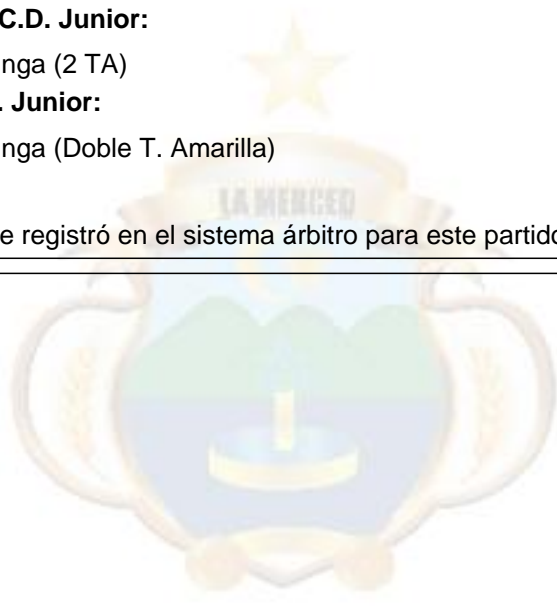 C.D. Junior:
nga (2 TA)
. Junior:
nga (Doble T. Amarilla)
LA MERCED
e registró en el sistema árbitro para este partido